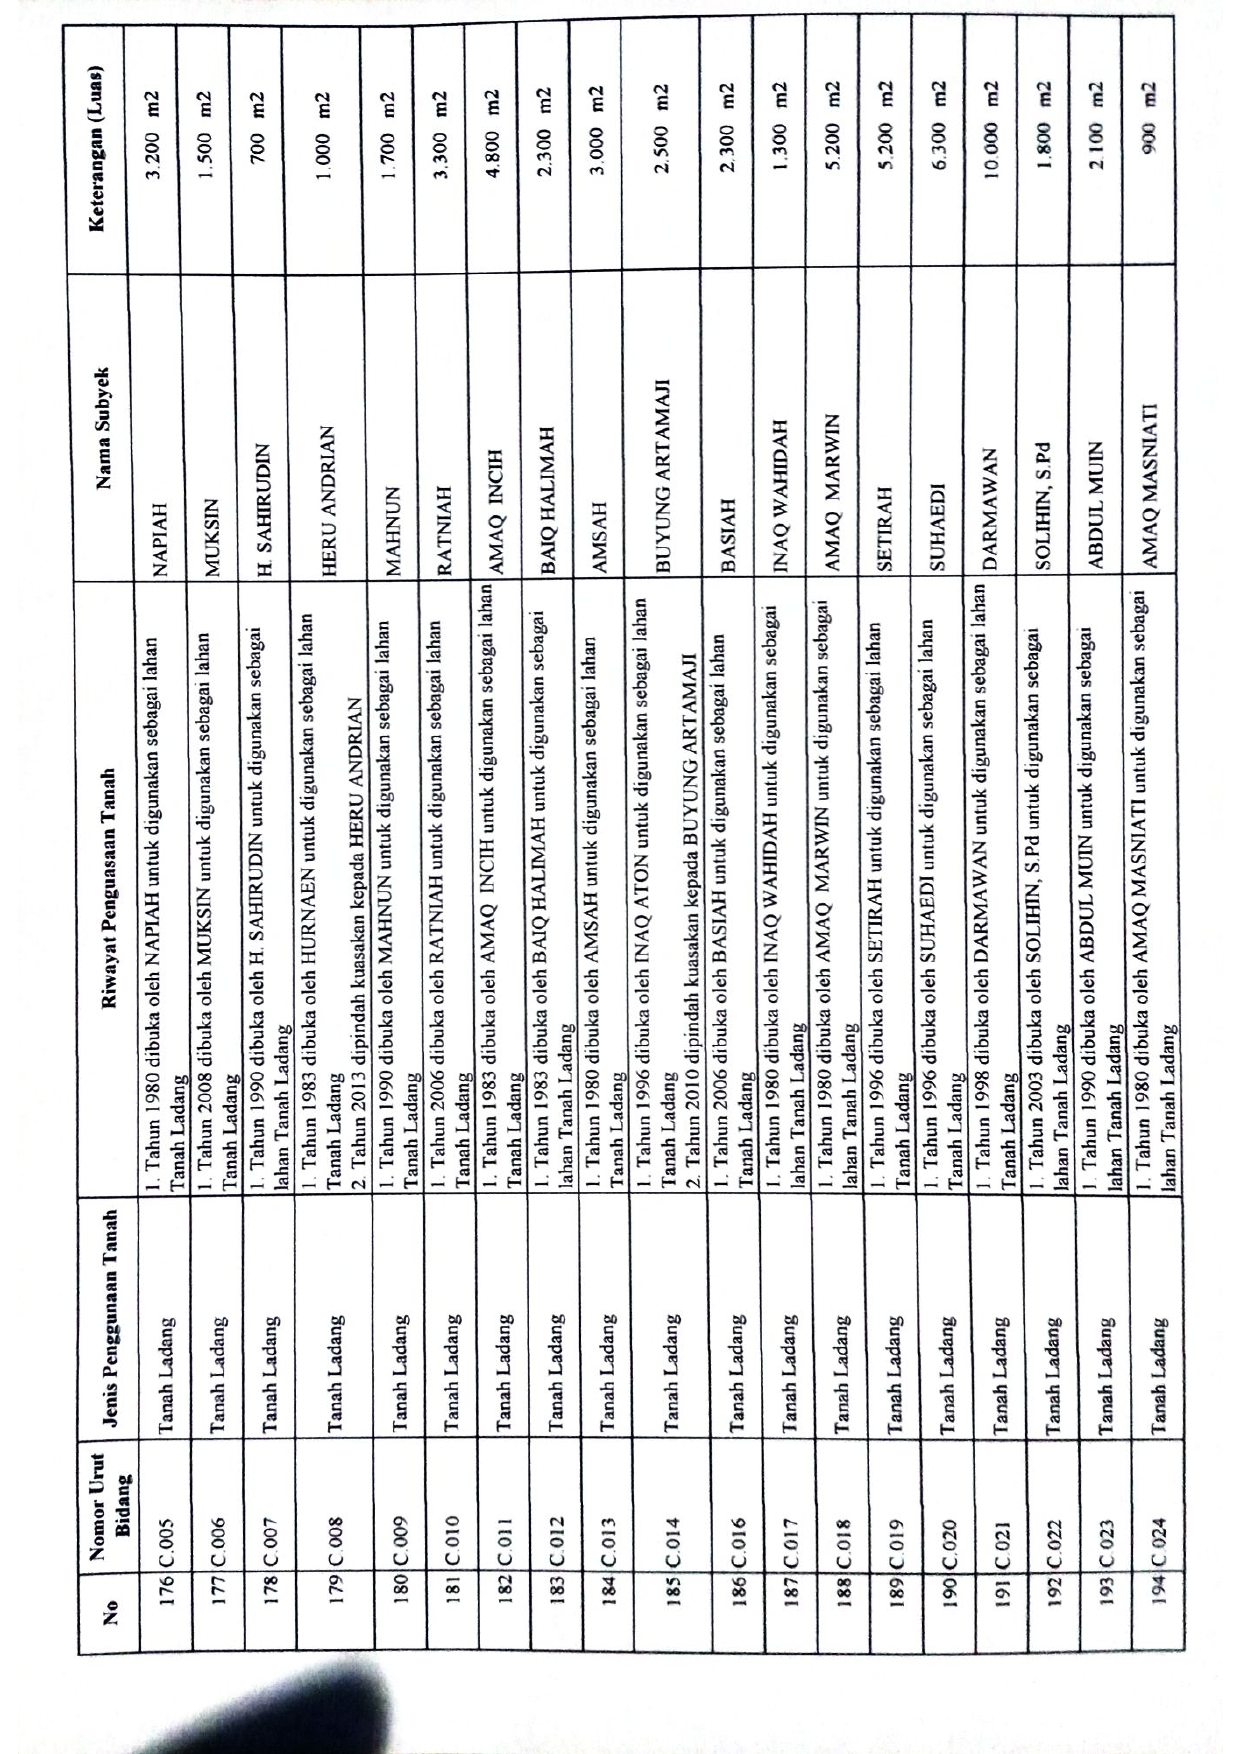 No
Nomor Urut
Bidang
Jenis Penggunaan Tanah
Riwayat Penguasaan Tanah
Nama Subyek
Keterangan (Luas)
176 C.005 Tanah Ladang
1. Tahun 1980 dibuka oleh NAPIAH untuk digunakan sebagai lahan
Tanah Ladang
NAPIAH
3.200 m2
177 C.006 Tanah Ladang
1. Tahun 2008 dibuka oleh MUKSIN untuk digunakan sebagai lahan
Tanah Ladang
MUKSIN
1.500 m2
178 C.007 Tanah Ladang
1. Tahun 1990 dibuka oleh H. SAHIRUDIN untuk digunakan sebagai
lahan Tanah Ladang
H. SAHIRUDIN
700 m2
179 C.008 Tanah Ladang
1. Tahun 1983 dibuka oleh HURNAEN untuk digunakan sebagai lahan
Tanah Ladang
2. Tahun 2013 dipindah kuasakan kepada HERU ANDRIAN
HERU ANDRIAN
1.000 m2
180 C.009 Tanah Ladang
1. Tahun 1990 dibuka oleh MAHNUN untuk digunakan sebagai lahan
Tanah Ladang
MAHNUN
1.700 m2
181 C.010 Tanah Ladang
1. Tahun 2006 dibuka oleh RATNIAH untuk digunakan sebagai lahan
Tanah Ladang
RATNIAH
3.300 m2
182 C.011 Tanah Ladang
1. Tahun 1983 dibuka oleh AMAQ INCIH untuk digunakan sebagai lahan
Tanah Ladang
AMAQ INCIH
4.800 m2
183 C.012 Tanah Ladang
1. Tahun 1983 dibuka oleh BAIQ HALIMAH untuk digunakan sebagai
lahan Tanah Ladang
BAIQ HALIMAH
2.300 m2
184 C.013 Tanah Ladang
1. Tahun 1980 dibuka oleh AMSAH untuk digunakan sebagai lahan
Tanah Ladang
AMSAH
3.000 m2
185 C.014 Tanah Ladang
1. Tahun 1996 dibuka oleh INAQ ATON untuk digunakan sebagai lahan
Tanah Ladang
2. Tahun 2010 dipindah kuasakan kepada BUYUNG ARTAMAJI
BUYUNG ARTAMAJI
2.500 m2
186 C.016 Tanah Ladang
1. Tahun 2006 dibuka oleh BASIAH untuk digunakan sebagai lahan
Tanah Ladang
BASIAH
2.300 m2
187 C.017 Tanah Ladang
1. Tahun 1980 dibuka oleh INAQ WAHIDAH untuk digunakan sebagai
lahan Tanah Ladang
INAQ WAHIDAH
1.300 m2
188 C.018 Tanah Ladang
1. Tahun 1980 dibuka oleh AMAQ MARWIN untuk digunakan sebagai
lahan Tanah Ladang
AMAQ MARWIN
5.200 m2
189 C.019 Tanah Ladang
1. Tahun 1996 dibuka oleh SETIRAH untuk digunakan sebagai lahan
Tanah Ladang
SETIRAH
5.200 m2
190 C.020 Tanah Ladang
1. Tahun 1996 dibuka oleh SUHAEDI untuk digunakan sebagai lahan
Tanah Ladang
SUHAEDI
6.300 m2
191 C.021 Tanah Ladang
1. Tahun 1998 dibuka oleh DARMAWAN untuk digunakan sebagai lahan
Tanah Ladang
DARMAWAN
10.000 m2
192 C.022 Tanah Ladang
1. Tahun 2003 dibuka oleh SOLIHIN, S.Pd untuk digunakan sebagai
lahan Tanah Ladang
SOLIHIN, S.Pd
1.800 m2
193 C.023 Tanah Ladang
1. Tahun 1990 dibuka oleh ABDUL MUIN untuk digunakan sebagai
lahan Tanah Ladang
ABDUL MUIN
2.100 m2
194 C.024 Tanah Ladang
1. Tahun 1980 dibuka oleh AMAQ MASNIATI untuk digunakan sebagai
lahan Tanah Ladang
AMAQ MASNIATI
900 m2